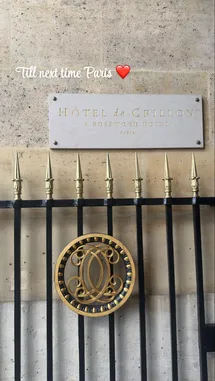 Till next time Paris ❤️
HÔTEL de CRILLON
A ROSEWOOD HOTEL
PARIS